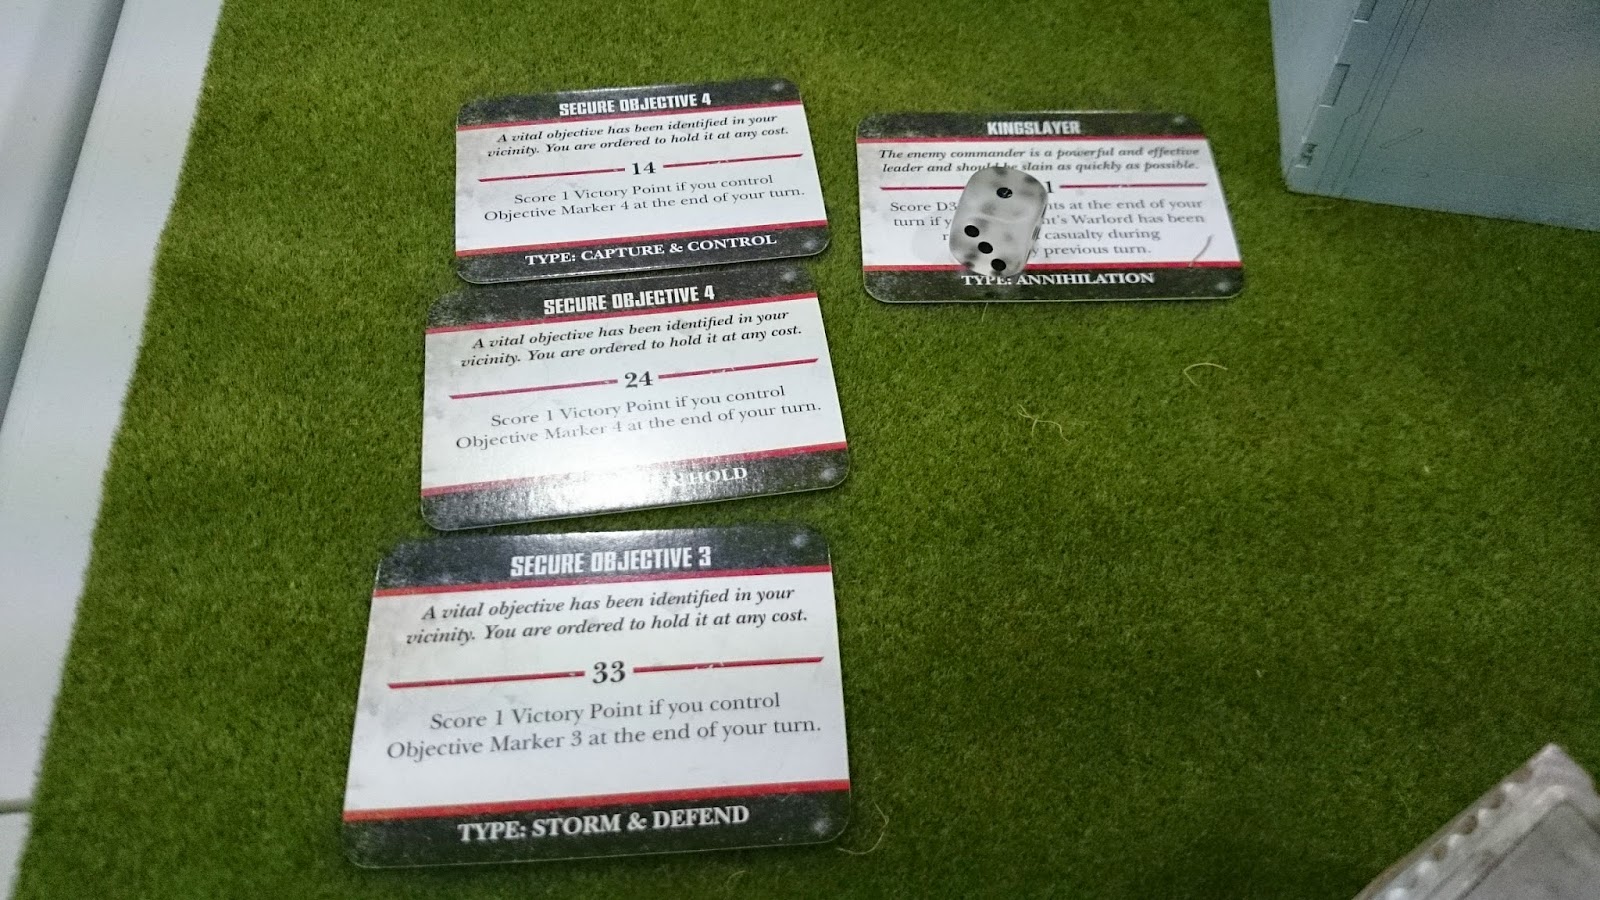 SECURE OBJECTIVE 4
A vital objective has been identified in your
vicinity. You are ordered to hold it at any cost.
14
Score 1 Victory Point if you control
Objective Marker 4 at the end of your turn.
TYPE: CAPTURE & CONTROL
SECURE OBJECTIVE 4
A vital objective has been identified in your
vicinity. You are ordered to hold it at any cost.
24
Score 1 Victory Point if you control
Objective Marker 4 at the end of your turn.
& HOLD
SECURE OBJECTIVE 3
A vital objective has been identified in your
vicinity. You are ordered to hold it at any cost.
33
Score 1 Victory Point if you control
Objective Marker 3 at the end of your turn.
TYPE: STORM & DEFEND
KINGSLAYER
The enemy commander is a powerful and effective
leader and should be slain as quickly as possible.
Score D3 at the end of your
turn if Warlord has been
casualty during
previous turn.
TYPE: ANNIHILATION